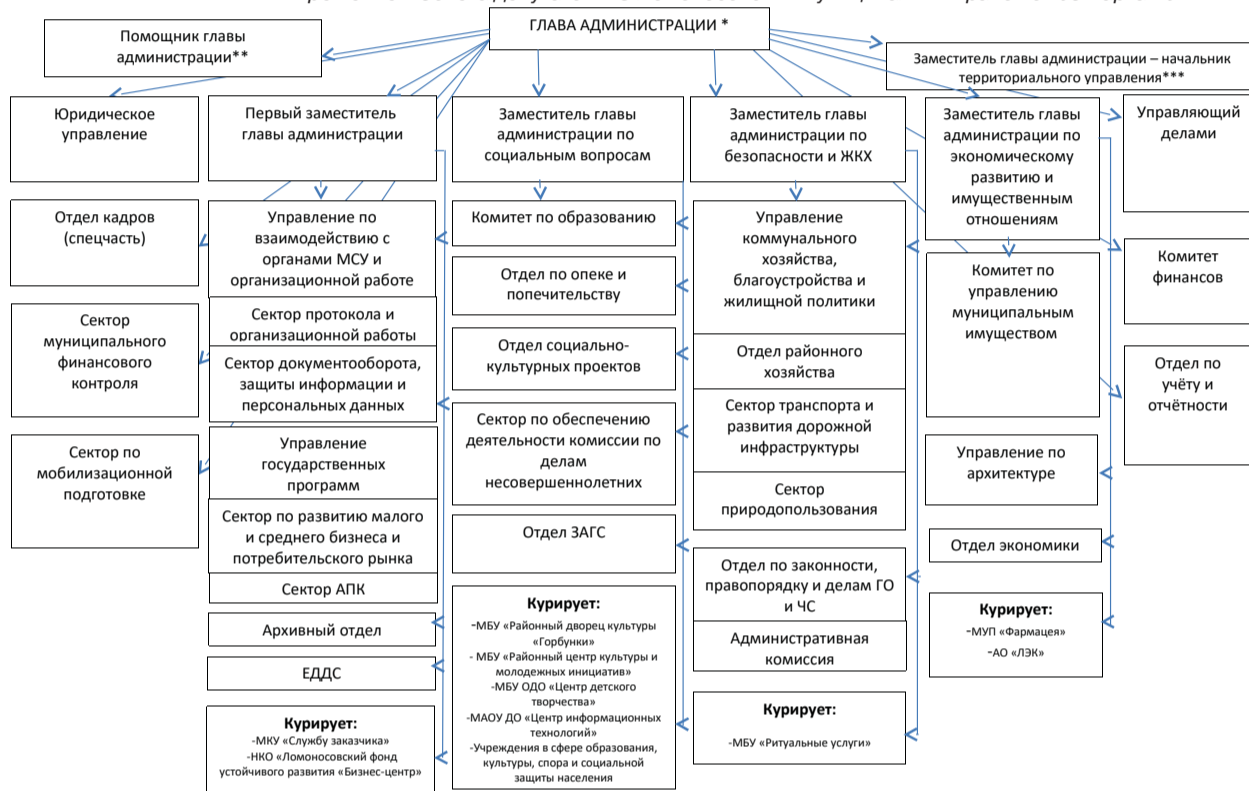 ГЛАВА АДМИНИСТРАЦИИ *
Помощник главы
администрации**
Заместитель главы администрации – начальник
территориального управления***
Юридическое
управление
Первый заместитель
главы администрации
Заместитель главы
администрации по
социальным вопросам
Заместитель главы
администрации по
безопасности и ЖКХ
Заместитель главы
администрации по
экономическому
развитию и
имущественным
отношениям
Управляющий
делами
Отдел кадров
(спецчасть)
Сектор
муниципального
финансового
контроля
Сектор по
мобилизационной
подготовке
Управление по
взаимодействию с
органами МСУ и
организационной работе
Сектор протокола и
организационной работы
Сектор документооборота,
защиты информации и
персональных данных
Управление
государственных
программ
Сектор по развитию малого
и среднего бизнеса и
потребительского рынка
Сектор АПК
Архивный отдел
ЕДДС
Курирует:
-МКУ «Службу заказчика»
-НКО «Ломоносовский фонд
устойчивого развития «Бизнес-центр»
Комитет по образованию
Отдел по опеке и
попечительству
Отдел социально-
культурных проектов
Сектор по обеспечению
деятельности комиссии по
делам
несовершеннолетних
Отдел ЗАГС
Курирует:
-МБУ «Районный дворец культуры
«Горбунки»
- МБУ «Районный центр культуры и
молодежных инициатив»
-МБУ ОДО «Центр детского
творчества»
-МАОУ ДО «Центр информационных
технологий»
-Учреждения в сфере образования,
культуры, спора и социальной
защиты населения
Управление
коммунального
хозяйства,
благоустройства и
жилищной политики
Отдел районного
хозяйства
Сектор транспорта и
развития дорожной
инфраструктуры
Сектор
природопользования
Отдел по законности,
правопорядку и делам ГО
и ЧС
Административная
комиссия
Курирует:
-МБУ «Ритуальные услуги»
Комитет по
управлению
муниципальным
имуществом
Управление по
архитектуре
Отдел экономики
Курирует:
-МУП «Фармацея»
-АО «ЛЭК»
Комитет
финансов
Отдел по
учёту и
отчётности